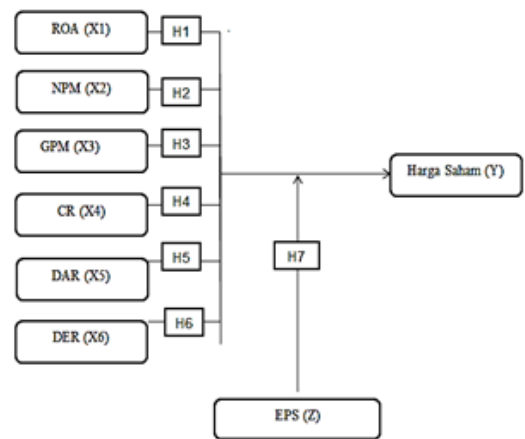 ROA (X1)
H1
NPM (X2)
H2
GPM (X3)
H3
Harga Saham (Y)
CR (X4)
H4
DAR (X5)
H5
H7
DER (X6)
H6
EPS (Z)